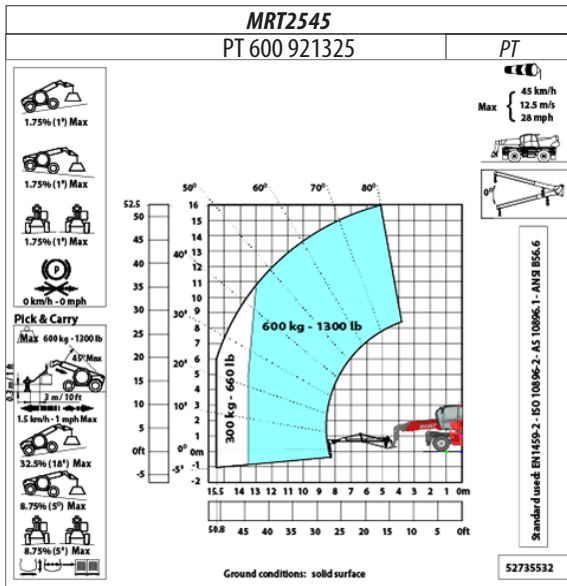 MRT2545
PT 600 921325
PT
1.75% (1°) Max
1.75% (1°) Max
1.75% (1°) Max
P
0 km/h - 0 mph
Pick & Carry
Max 600 kg - 1300 lb
45° Max
0.3 m / 1 ft
3 m / 10 ft
1.5 km/h - 1 mph Max
32.5% (18°) Max
8.75% (5°) Max
8.75% (5°) Max
Max
45 km/h
12.5 m/s
28 mph
0°
50° 60° 70° 80°
40°
30°
20°
10°
0°
-5°
52.5
50
45
40
35
30
25
20
15
10
5
0ft
-5
16
15
14
13
12
11
10
9
8
7
6
5
4
3
2
1
0m
-1
-2
600 kg - 1300 lb
300 kg - 660 lb
15.5 14 13 12 11 10 9 8 7 6 5 4 3 2 1 0m
50.8 45 40 35 30 25 20 15 10 5 0ft
Ground conditions: solid surface
Standard used: EN1459-2 - ISO 10896-2 - AS 10896.1 - ANSI B56.6
52735532